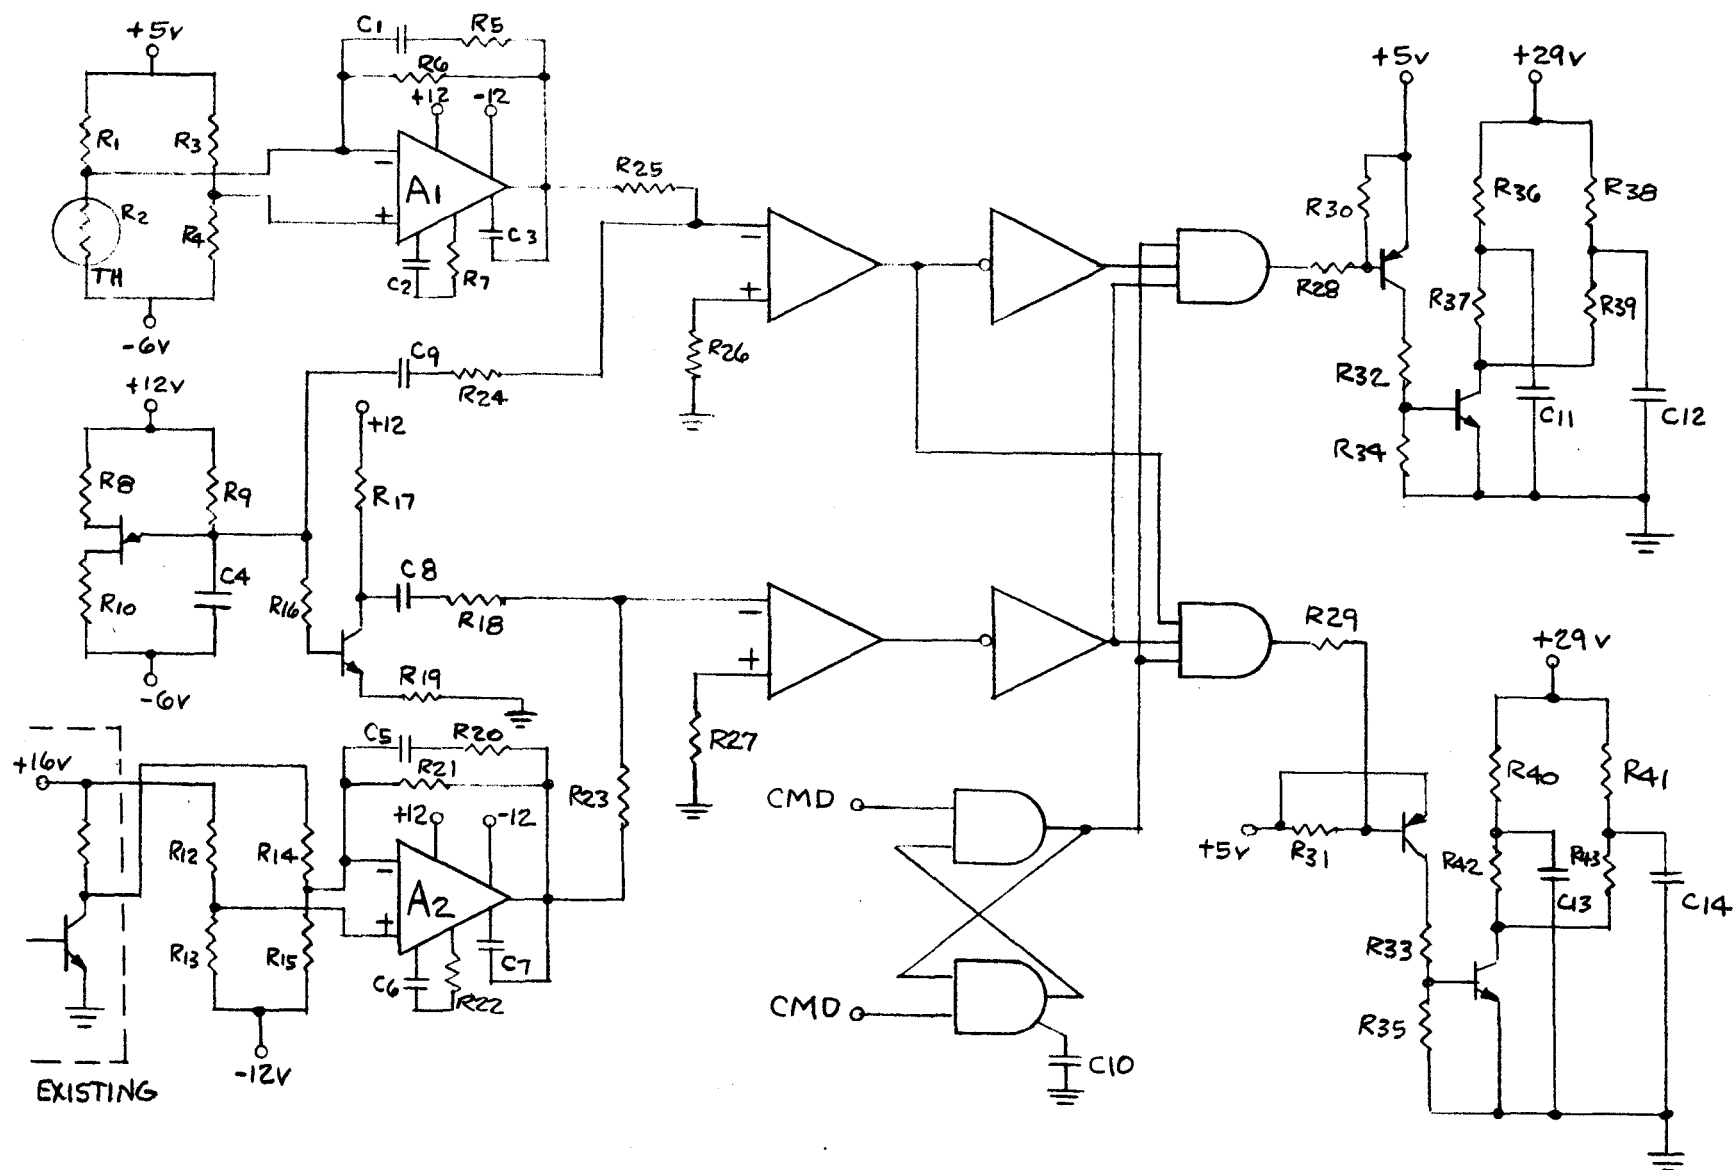 +5v
C1
R5
R6
+12
-12
R1
R3
A1
R2
R4
TH
C2
R7
C3
-6v
R25
-
+
-
+
R26
C9
R24
+12v
+12
R8
R9
R17
R10
C4
R16
C8
R18
R19
-6v
-
+
R27
+5v
+29v
R30
R28
R36
R38
R37
R39
R32
R34
C11
C12
R29
+29v
R40
R41
+5v
R31
R42
R43
C13
C14
R33
R35
+16v
C5
R20
R21
+12
-12
R23
R12
R14
A2
-
+
R13
R15
C6
R22
C7
-12v
EXISTING
CMD
CMD
C10